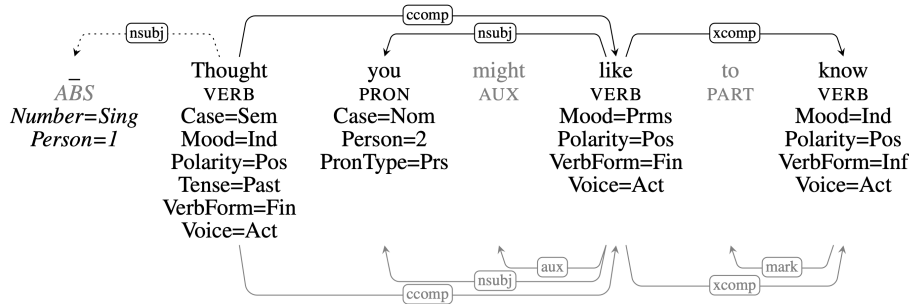 ccomp
nsubj nsubj xcomp
Thought you might like to know
ABS VERB PRON AUX VERB PART VERB
Number=Sing Case=Sem Case=Nom Mood=Prms Mood=Ind
Person=1 Mood=Ind Person=2 Polarity=Pos Polarity=Pos
Polarity=Pos PronType=Prs VerbForm=Fin VerbForm=Inf
Tense=Past Voice=Act Voice=Act
VerbForm=Fin
Voice=Act
aux mark
nsubj xcomp
ccomp